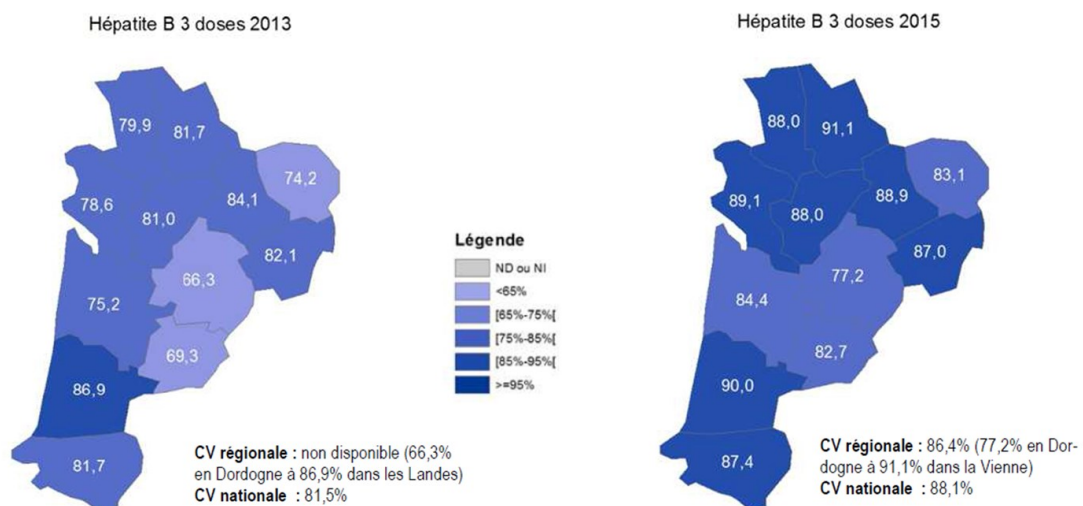 Hépatite B 3 doses 2013
79,9
81,7
74,2
78,6
81,0
84,1
82,1
66,3
75,2
69,3
86,9
81,7
CV régionale : non disponible (66,3%
en Dordogne à 86,9% dans les Landes)
CV nationale : 81,5%
Légende
ND ou NI
<65%
[65%-75%[
[75%-85%[
[85%-95%[
>=95%
Hépatite B 3 doses 2015
88,0
91,1
83,1
89,1
88,0
88,9
87,0
77,2
84,4
82,7
90,0
87,4
CV régionale : 86,4% (77,2% en Dor-
dogne à 91,1% dans la Vienne)
CV nationale : 88,1%